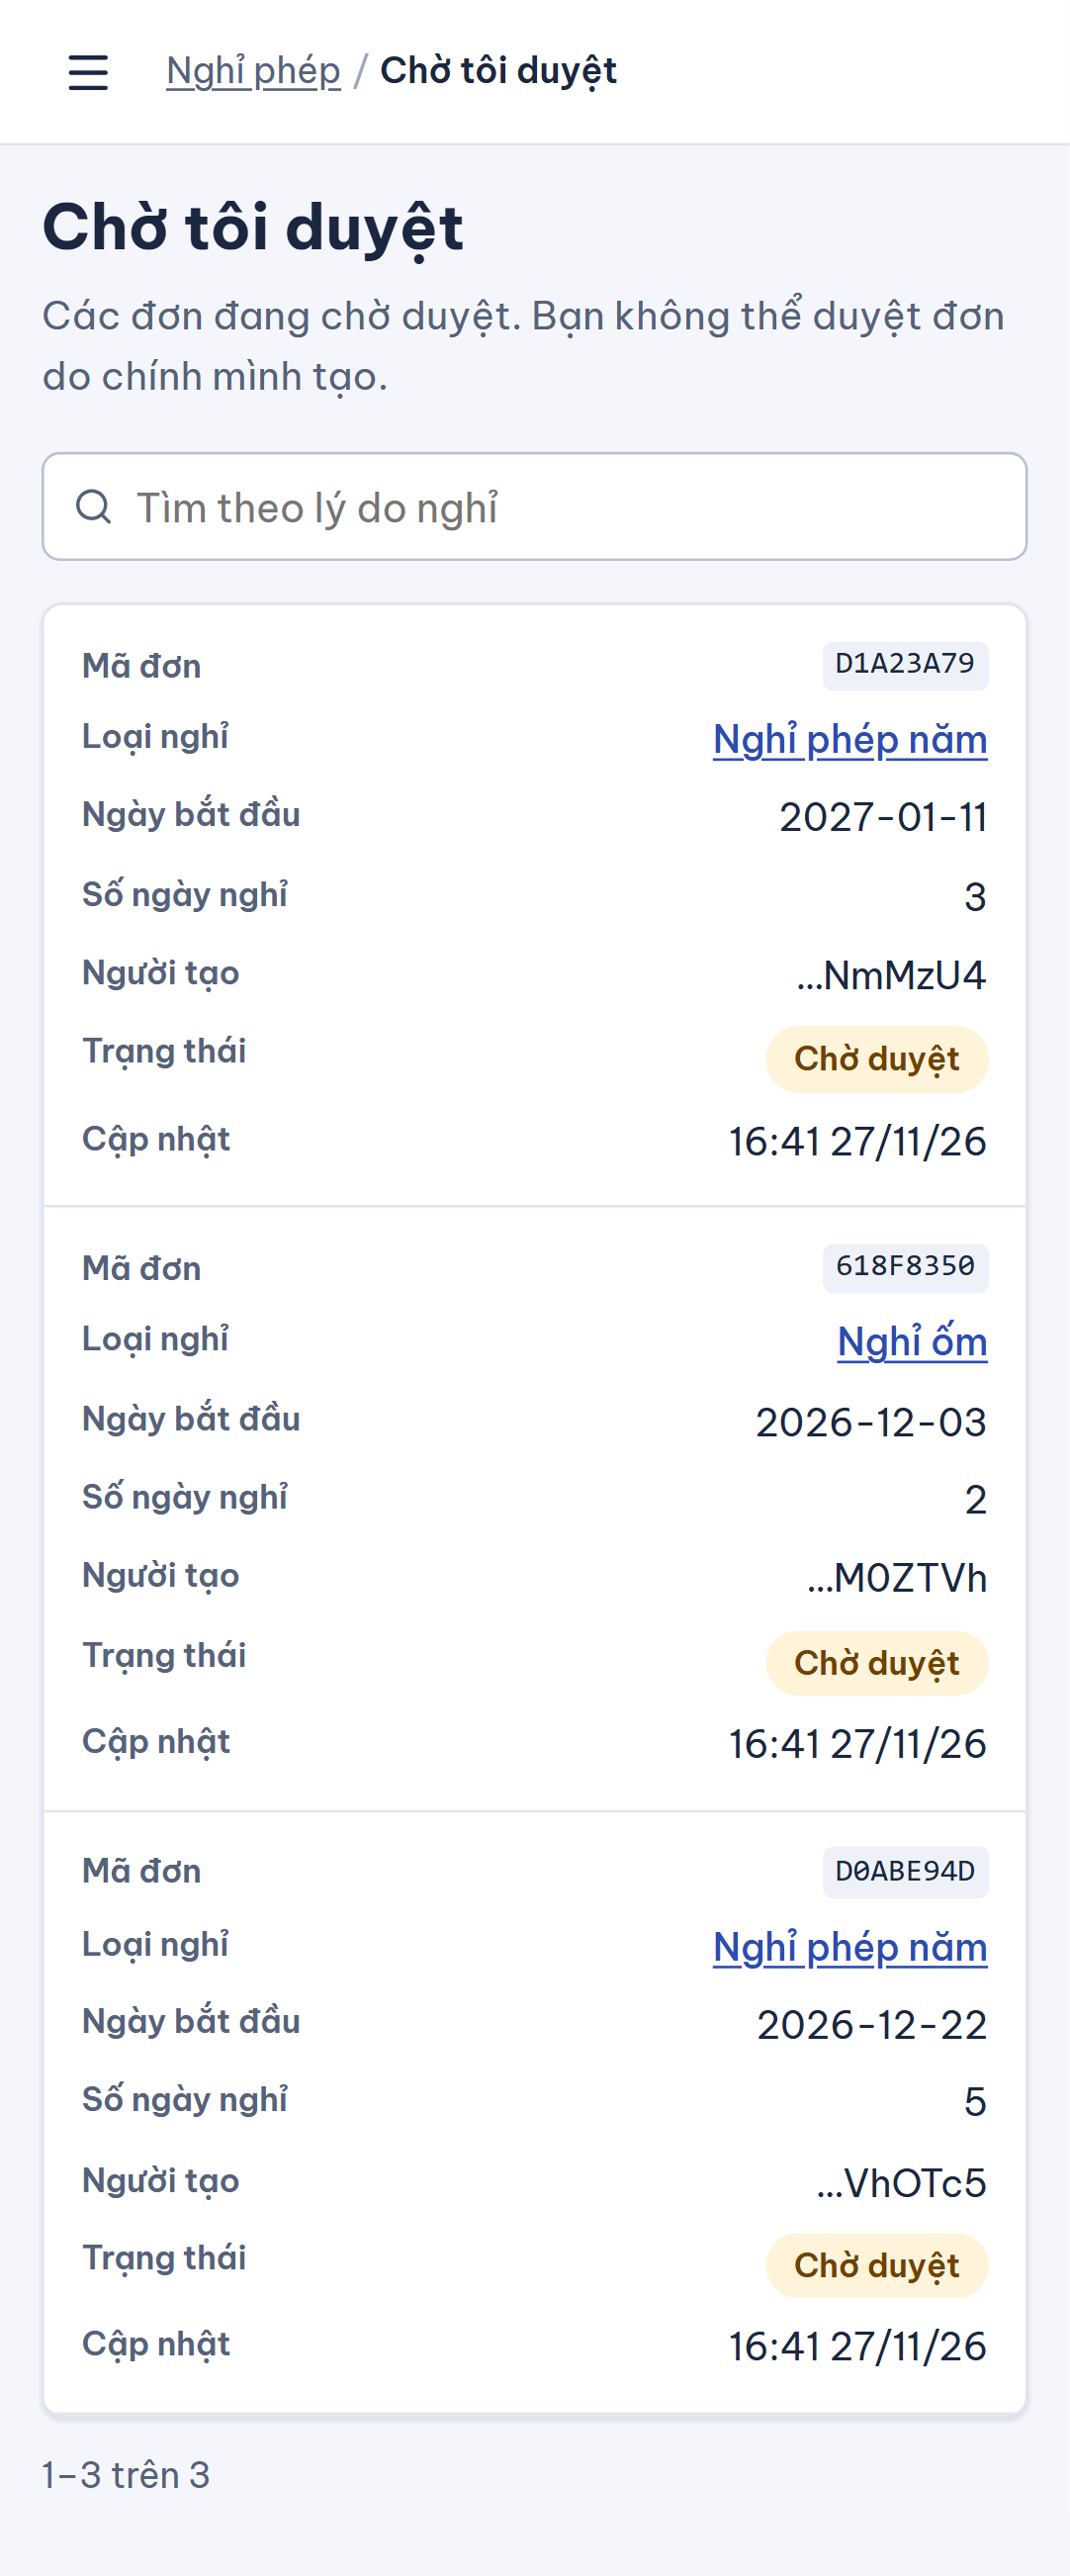 Nghỉ phép / Chờ tôi duyệt
Chờ tôi duyệt
Các đơn đang chờ duyệt. Bạn không thể duyệt đơn
do chính mình tạo.
Tìm theo lý do nghỉ
Mã đơn D1A23A79
Loại nghỉ Nghỉ phép năm
Ngày bắt đầu 2027-01-11
Số ngày nghỉ 3
Người tạo ...NmMzU4
Trạng thái Chờ duyệt
Cập nhật 16:41 27/11/26
Mã đơn 618F8350
Loại nghỉ Nghỉ ốm
Ngày bắt đầu 2026-12-03
Số ngày nghỉ 2
Người tạo ...M0ZTVh
Trạng thái Chờ duyệt
Cập nhật 16:41 27/11/26
Mã đơn D0ABE94D
Loại nghỉ Nghỉ phép năm
Ngày bắt đầu 2026-12-22
Số ngày nghỉ 5
Người tạo ...VhOTc5
Trạng thái Chờ duyệt
Cập nhật 16:41 27/11/26
1–3 trên 3